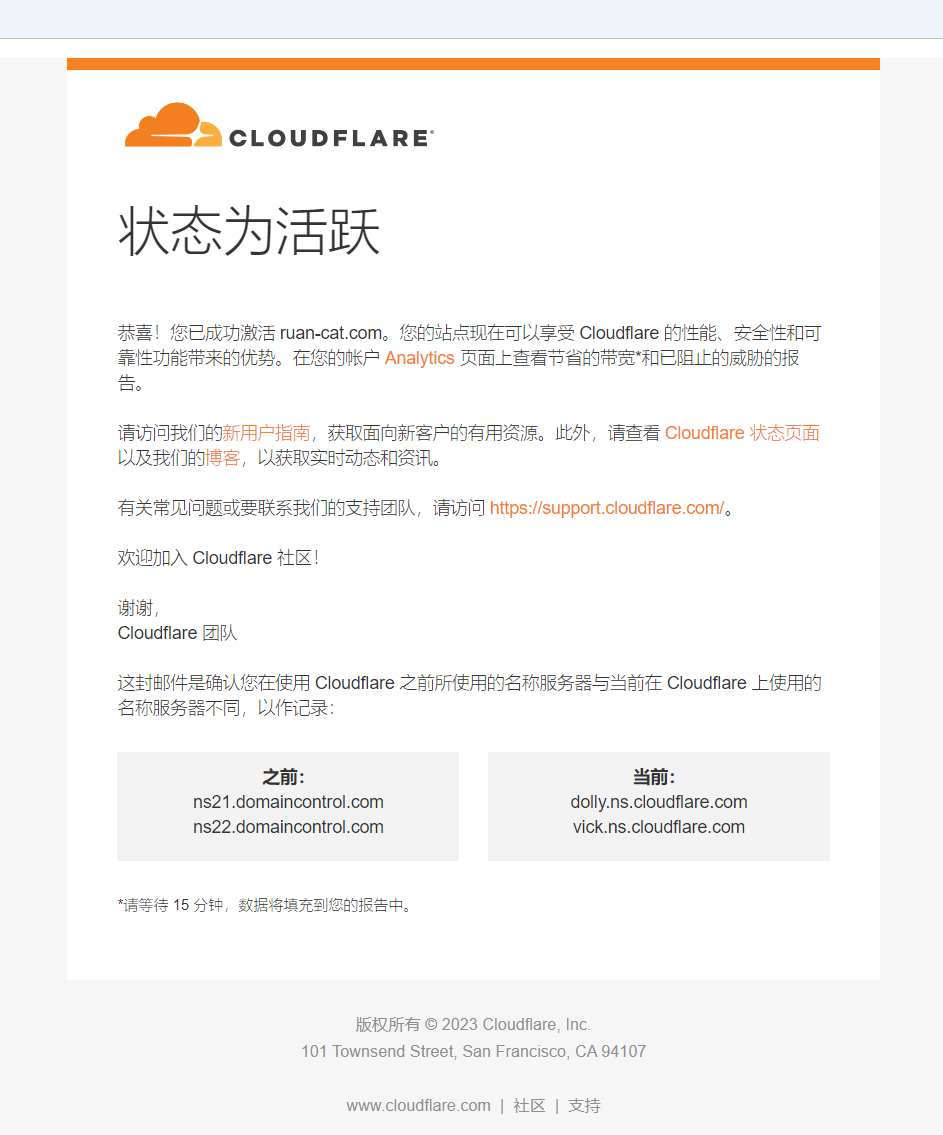 CLOUDFLARE®
状态为活跃
恭喜！您已成功激活 ruan-cat.com。您的站点现在可以享受 Cloudflare 的性能、安全性和可
靠性功能带来的优势。在您的帐户 Analytics 页面上查看节省的带宽*和已阻止的威胁的报
告。
请访问我们的新用户指南，获取面向新客户的有用资源。此外，请查看 Cloudflare 状态页面
以及我们的博客，以获取实时动态和资讯。
有关常见问题或要联系我们的支持团队，请访问 https://support.cloudflare.com/。
欢迎加入 Cloudflare 社区！
谢谢，
Cloudflare 团队
这封邮件是确认您在使用 Cloudflare 之前所使用的名称服务器与当前在 Cloudflare 上使用的
名称服务器不同，以作记录：
之前：
ns21.domaincontrol.com
ns22.domaincontrol.com
当前：
dolly.ns.cloudflare.com
vick.ns.cloudflare.com
*请等待 15 分钟，数据将填充到您的报告中。
版权所有 © 2023 Cloudflare, Inc.
101 Townsend Street, San Francisco, CA 94107
www.cloudflare.com | 社区 | 支持